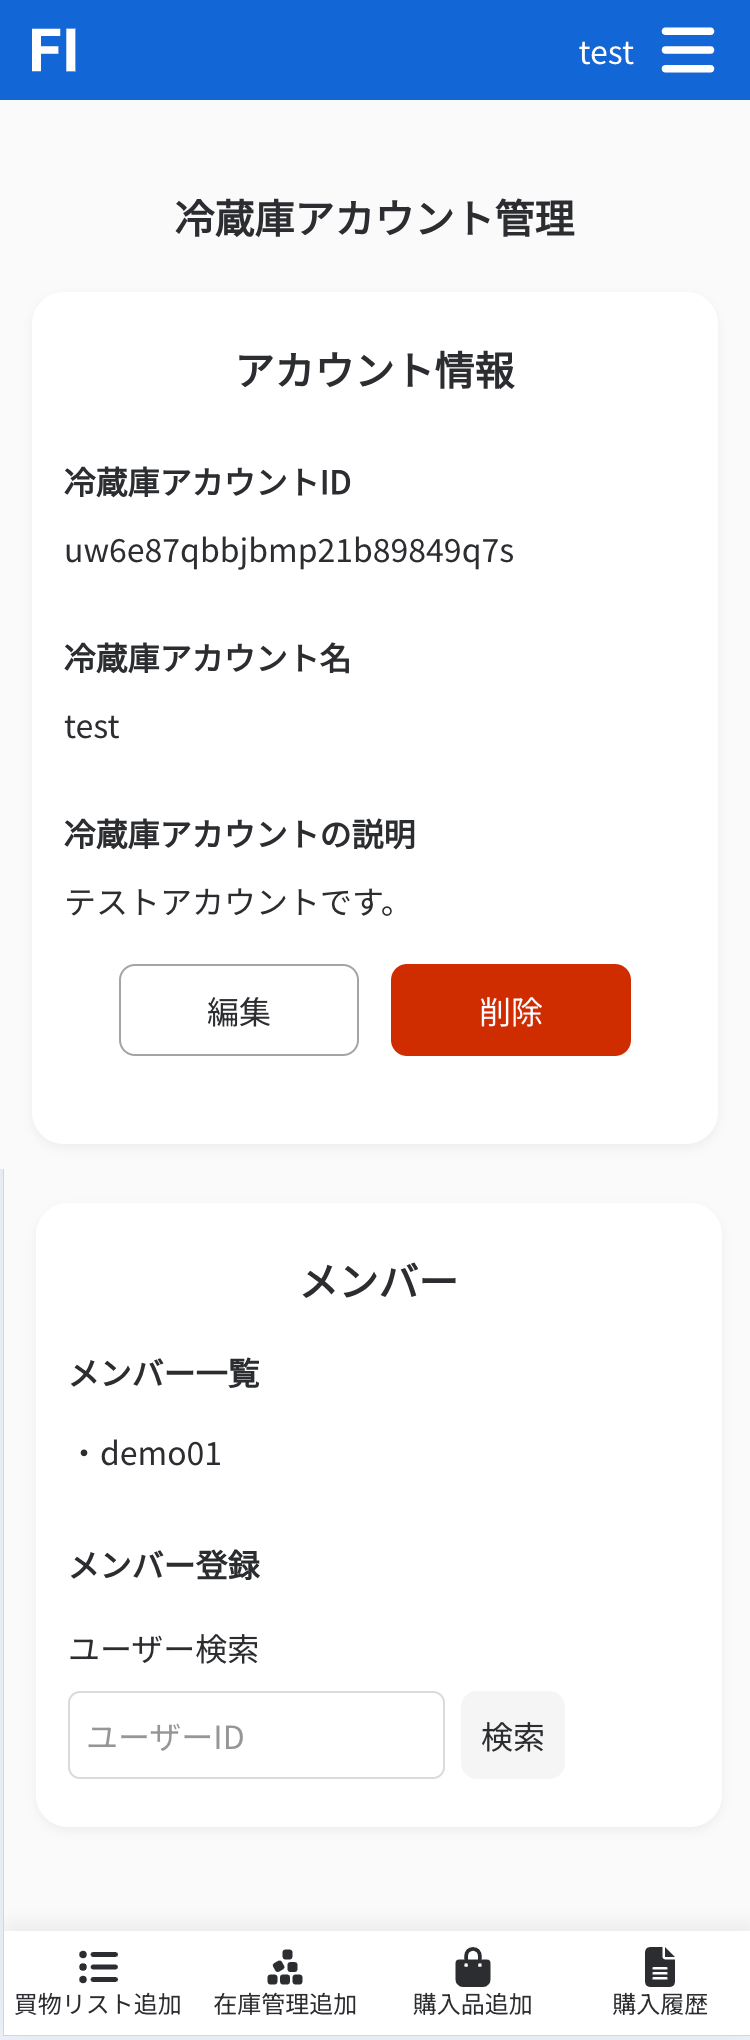 FI
test
冷蔵庫アカウント管理
アカウント情報
冷蔵庫アカウントID
uw6e87qbbjbmp21b89849q7s
冷蔵庫アカウント名
test
冷蔵庫アカウントの説明
テストアカウントです。
編集
削除
メンバー
メンバー一覧
・demo01
メンバー登録
ユーザー検索
ユーザーID
検索
買物リスト追加
在庫管理追加
購入品追加
購入履歴